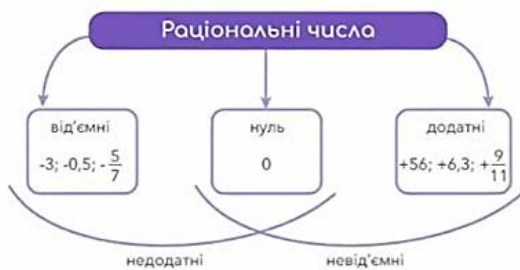 Раціональні числа
від'ємні
-3; -0,5; -5/7
нуль
0
додатні
+56; +6,3; +9/11
недодатні
невід'ємні